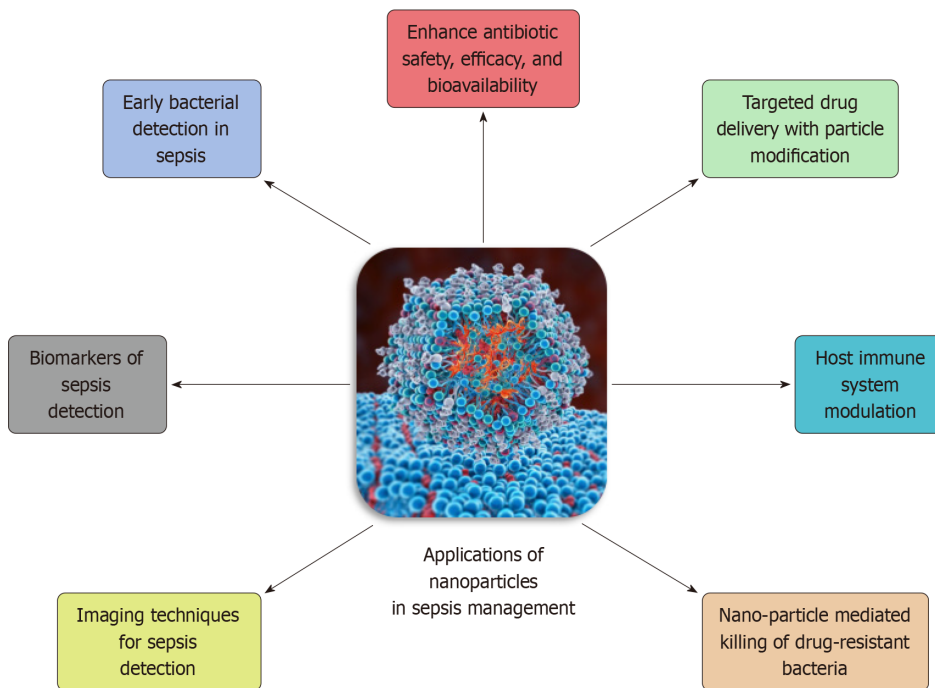 Enhance antibiotic
safety, efficacy, and
bioavailability
Early bacterial
detection in
sepsis
Targeted drug
delivery with particle
modification
Biomarkers of
sepsis
detection
Host immune
system
modulation
Applications of
nanoparticles
in sepsis management
Imaging techniques
for sepsis
detection
Nano-particle mediated
killing of drug-resistant
bacteria